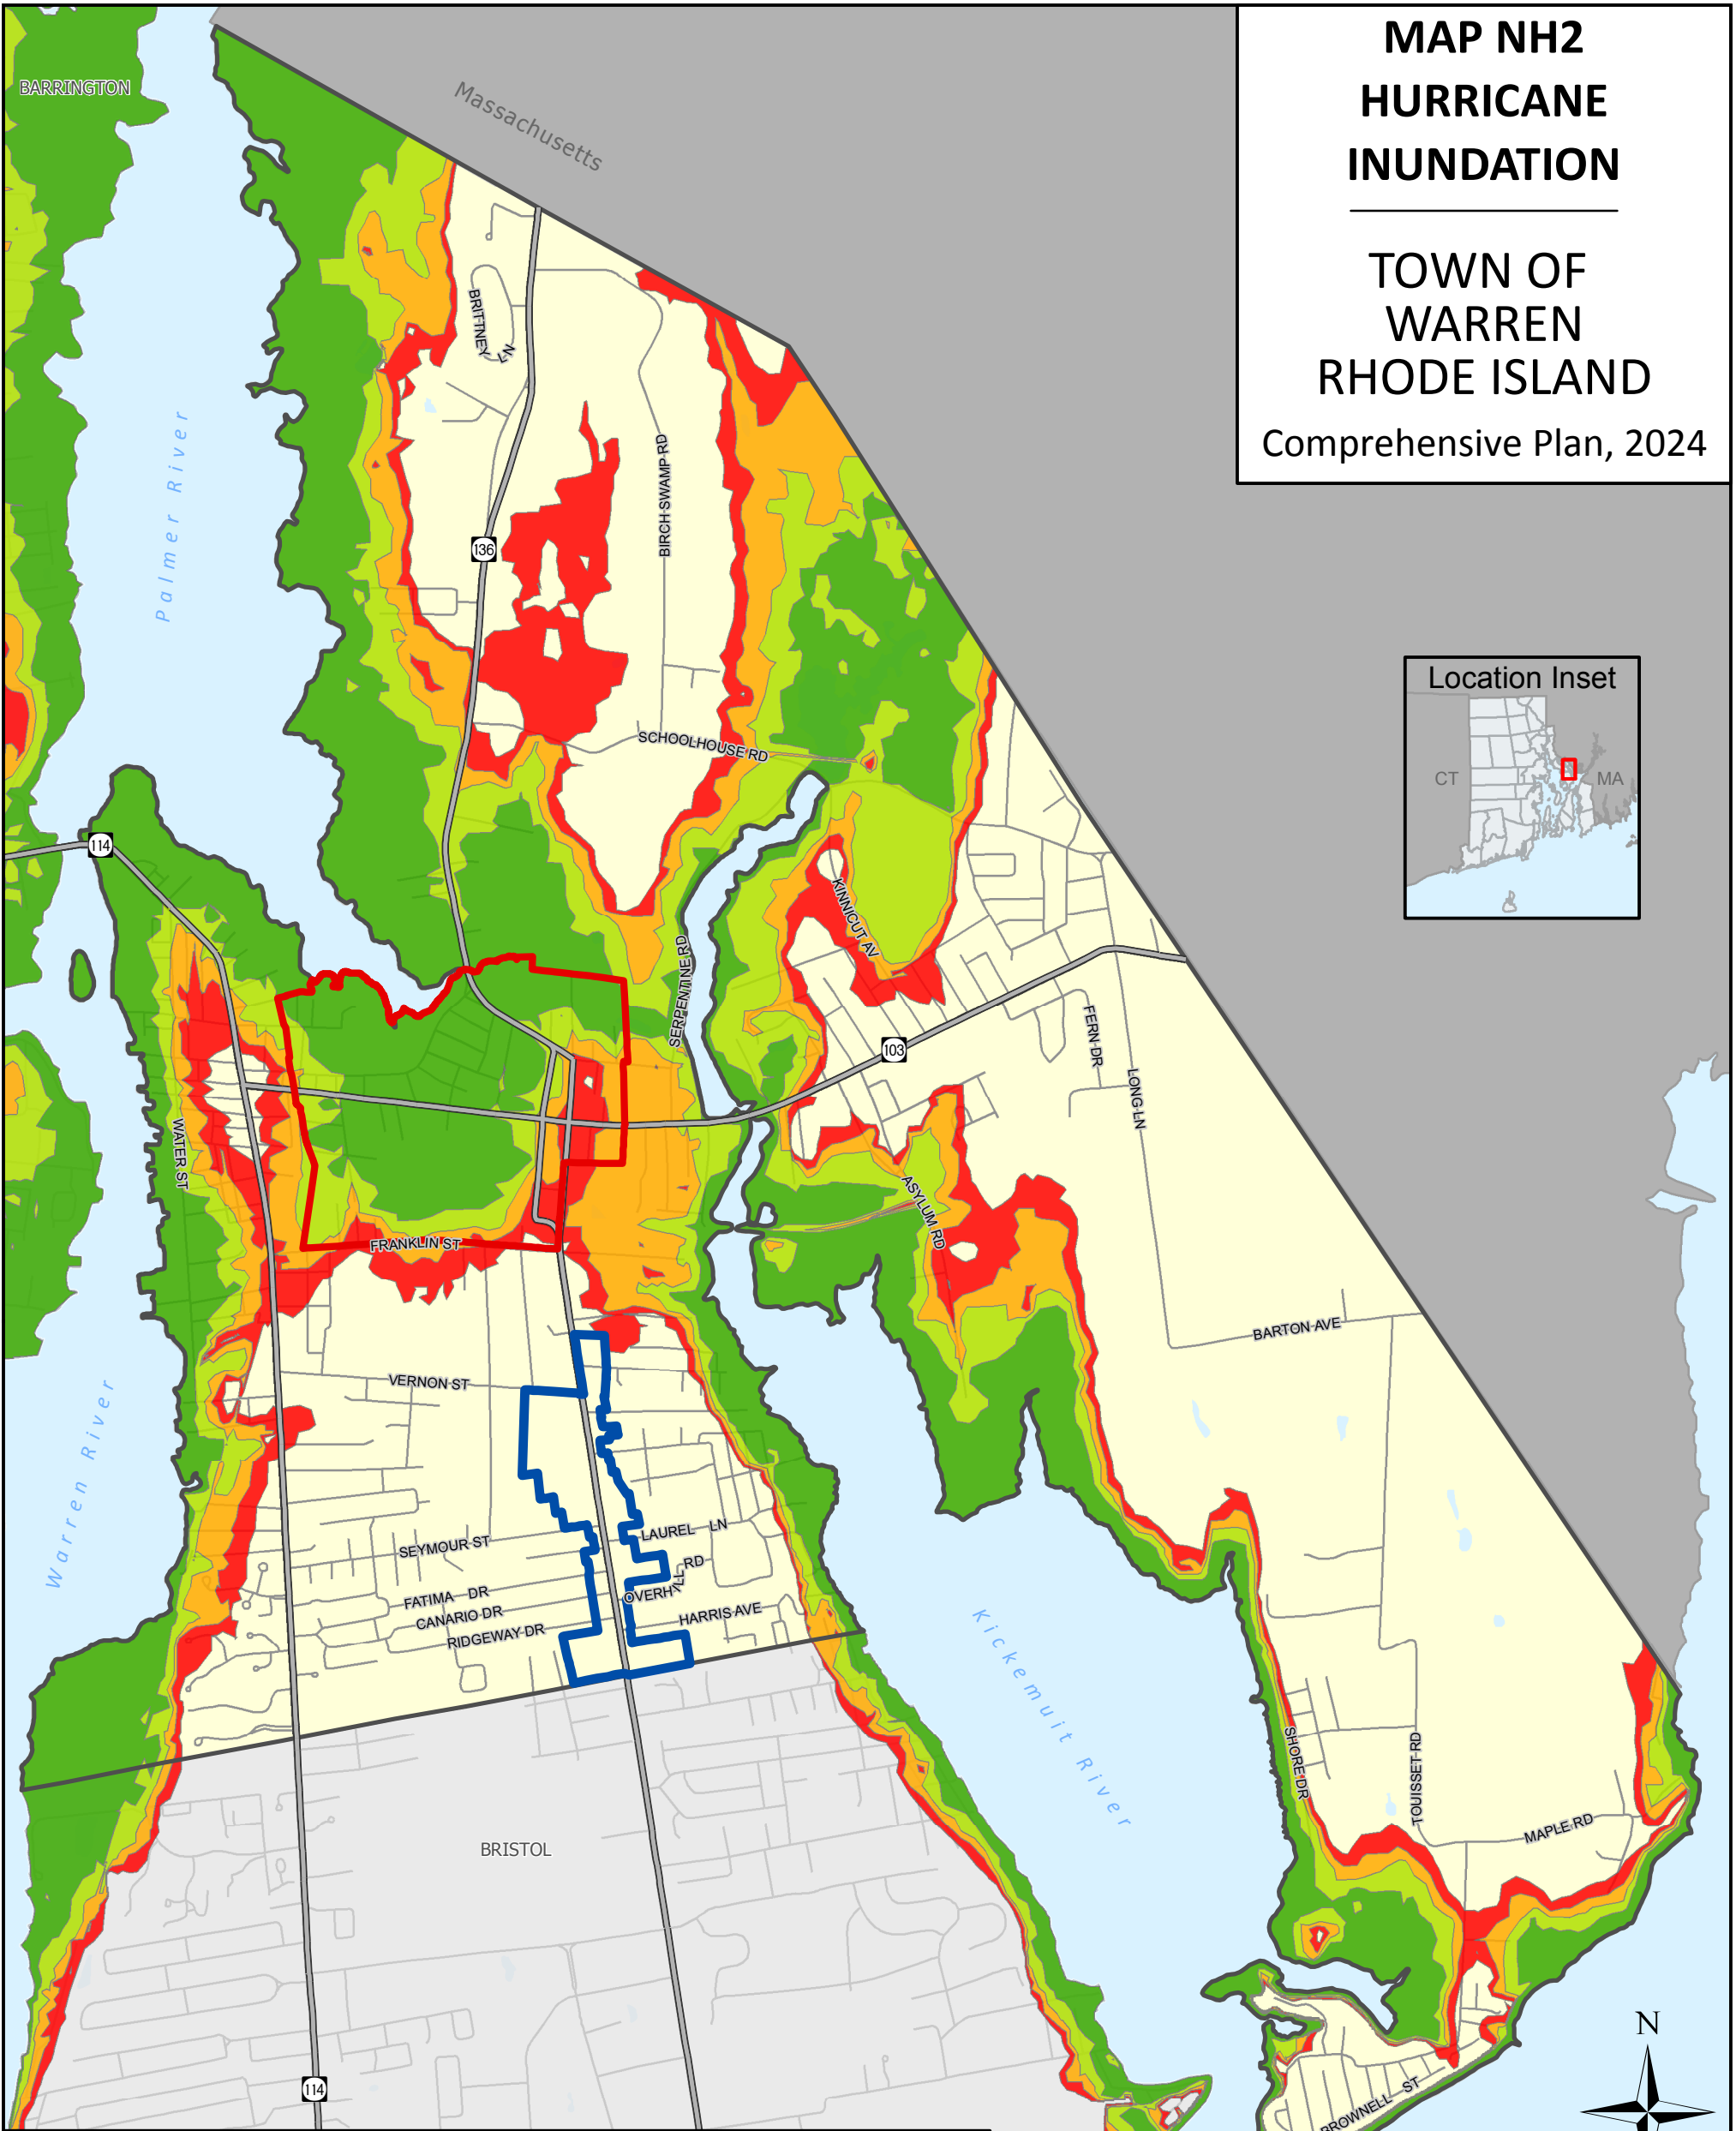 MAP NH2
HURRICANE
INUNDATION
TOWN OF
WARREN
RHODE ISLAND
Comprehensive Plan, 2024
BARRINGTON
Massachusetts
Palmer River
BRITTNEY LN
136
BIRCH SWAMP RD
Location Inset
CT
MA
SCHOOLHOUSE RD
114
KINNICUT AV
SERPENTINE RD
103
FERN DR
LONG LN
WATER ST
ASYLUM RD
FRANKLIN ST
BARTON AVE
VERNON ST
Warren River
LAUREL LN
SEYMOUR ST
OVERHYLL RD
FATIMA DR
CANARIO DR
HARRIS AVE
RIDGEWAY DR
Kickemuit River
SHORE DR
TOUISSET RD
MAPLE RD
BRISTOL
N
114
BROWNELL ST